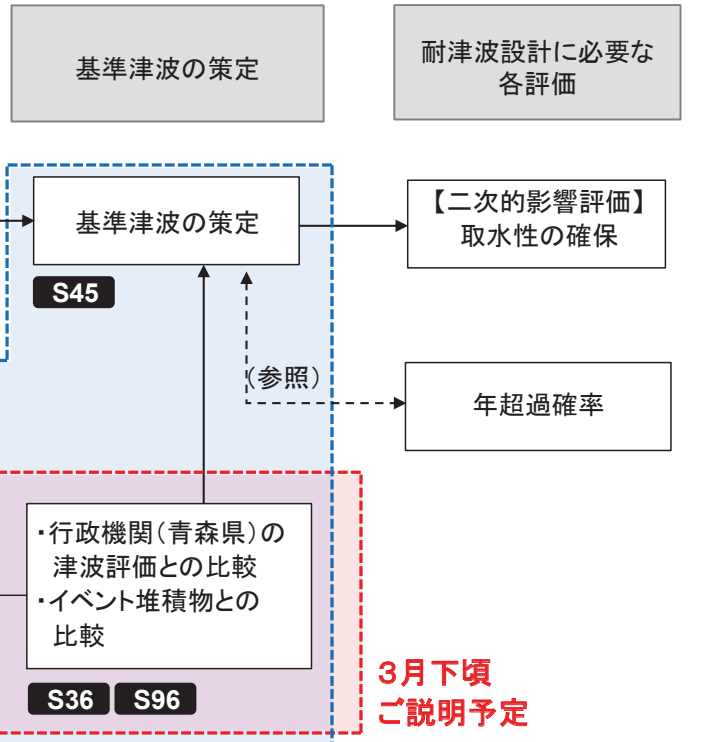 基準津波の策定
耐津波設計に必要な
各評価
基準津波の策定
S45
【二次的影響評価】
取水性の確保
(参照)
年超過確率
・行政機関(青森県)の
津波評価との比較
・イベント堆積物との
比較
S36 S96
3月下頃
ご説明予定